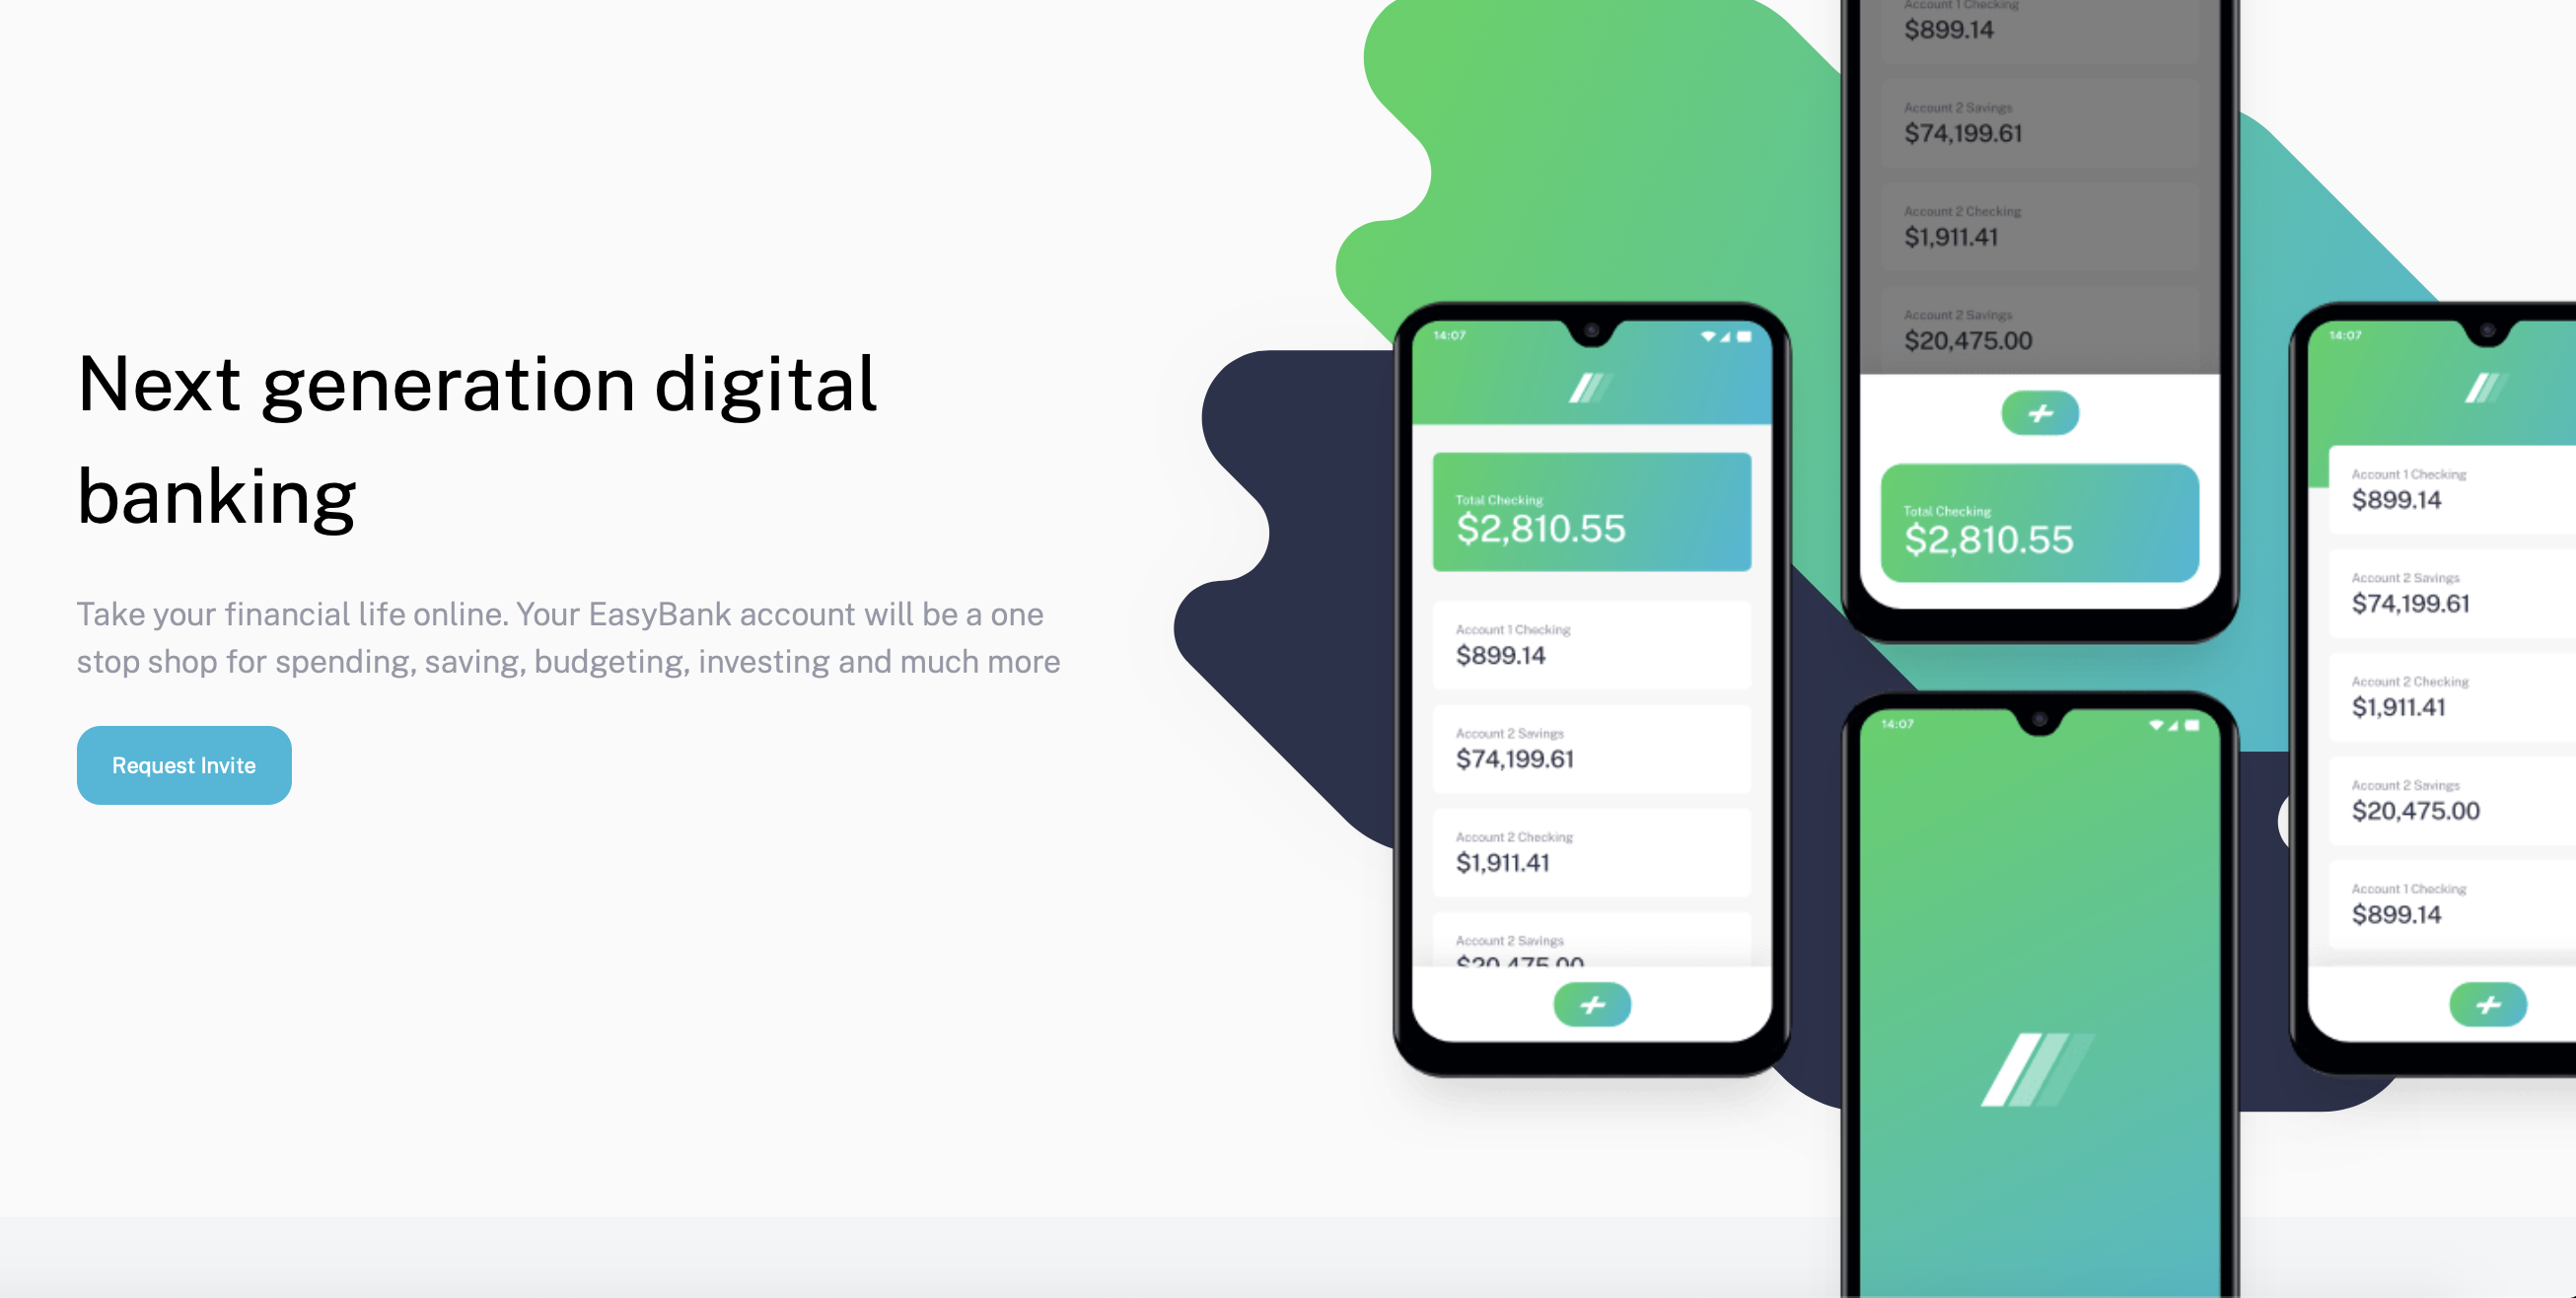 Next generation digital
banking
Take your financial life online. Your EasyBank account will be a one
stop shop for spending, saving, budgeting, investing and much more
Request Invite
14:07
Total Checking
$2,810.55
Account 1 Checking
$899.14
Account 2 Savings
$74,199.61
Account 2 Checking
$1,911.41
Account 2 Savings
$20,475.00
Account 1 Checking
$899.14
Account 2 Savings
$74,199.61
Account 2 Checking
$1,911.41
Account 2 Savings
$20,475.00
Total Checking
$2,810.55
14:07
14:07
Account 1 Checking
$899.14
Account 2 Savings
$74,199.61
Account 2 Checking
$1,911.41
Account 2 Savings
$20,475.00
Account 1 Checking
$899.14